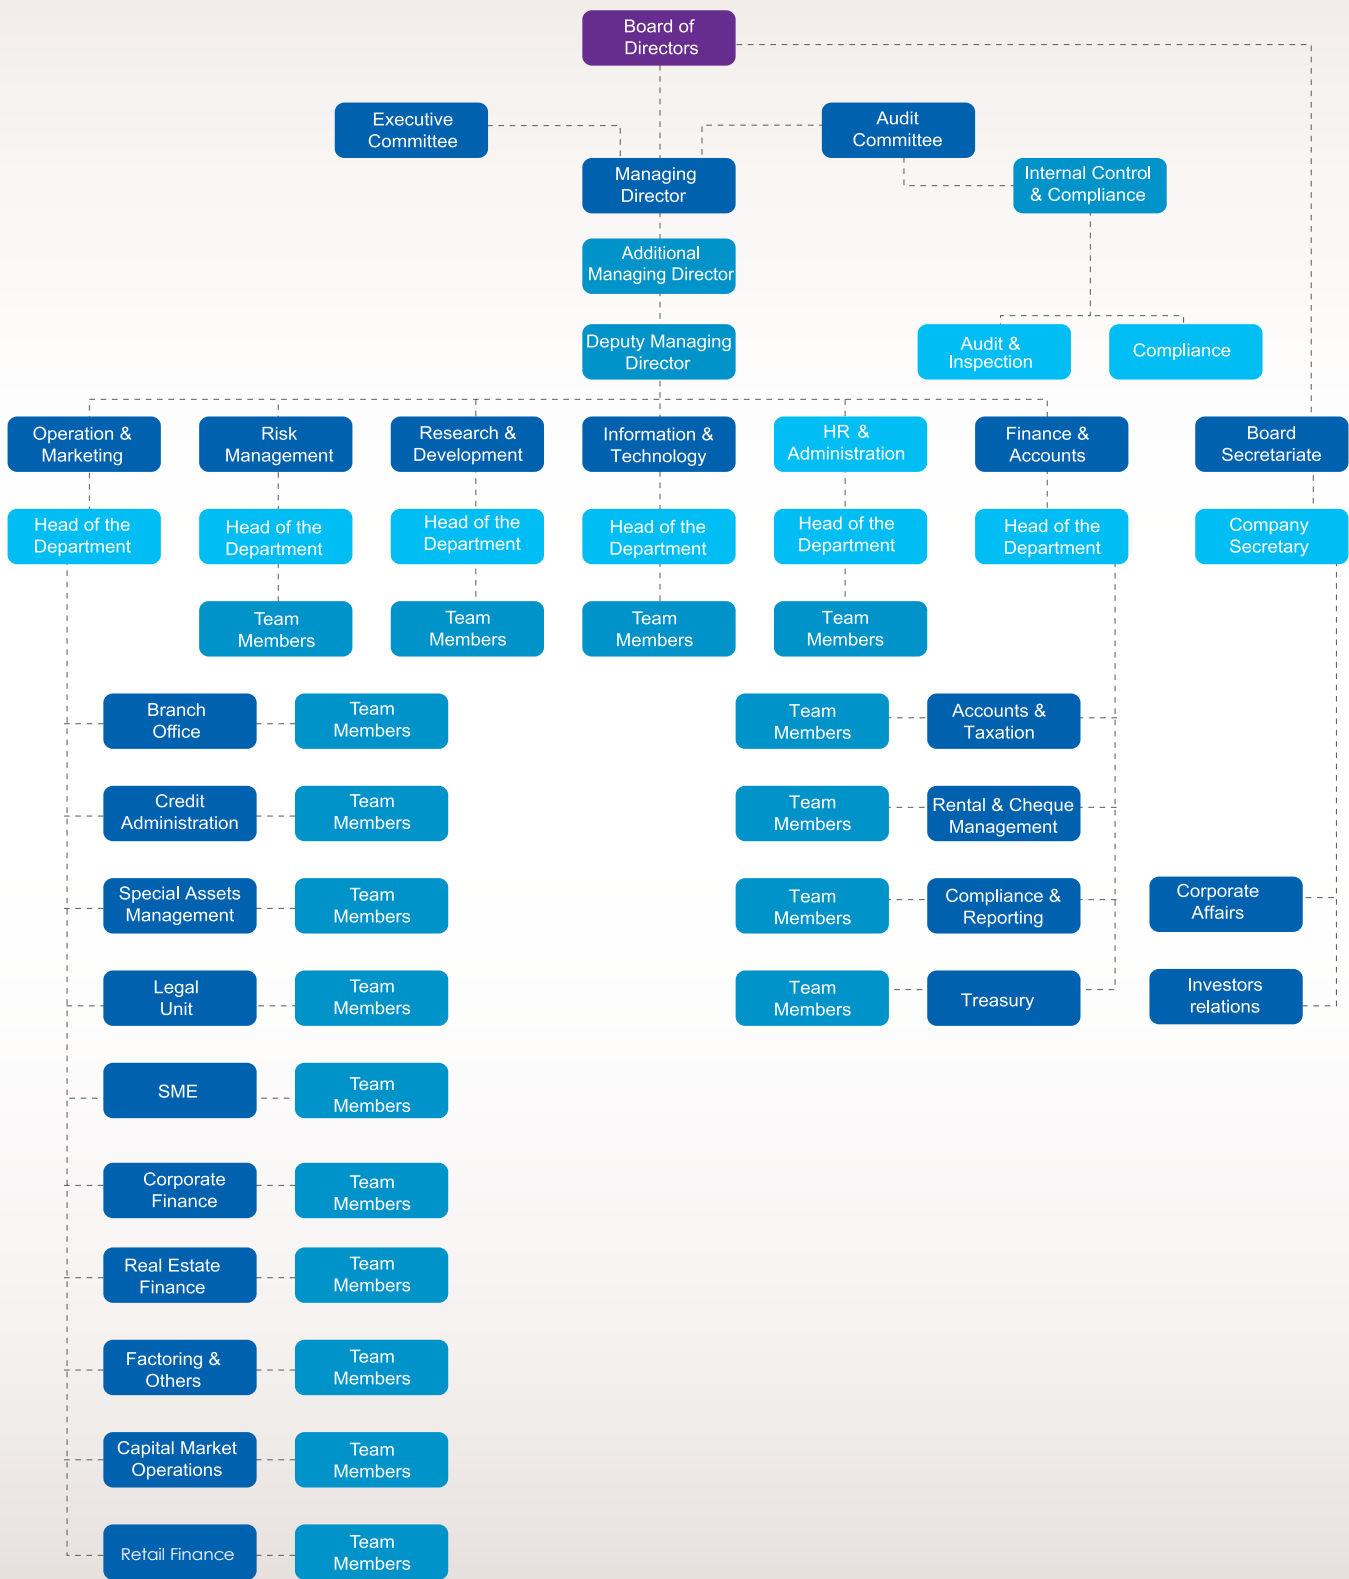 Board of
Directors
Executive
Committee
Audit
Committee
Managing
Director
Internal Control
& Compliance
Additional
Managing Director
Deputy Managing
Director
Audit &
Inspection
Compliance
Operation &
Marketing
Risk
Management
Research &
Development
Information &
Technology
HR &
Administration
Finance &
Accounts
Board
Secretariate
Head of the
Department
Head of the
Department
Head of the
Department
Head of the
Department
Head of the
Department
Head of the
Department
Company
Secretary
Team
Members
Team
Members
Team
Members
Team
Members
Branch
Office
Team
Members
Team
Members
Accounts &
Taxation
Credit
Administration
Team
Members
Team
Members
Rental & Cheque
Management
Special Assets
Management
Team
Members
Team
Members
Compliance &
Reporting
Corporate
Affairs
Legal
Unit
Team
Members
Team
Members
Treasury
Investors
relations
SME
Team
Members
Corporate
Finance
Team
Members
Real Estate
Finance
Team
Members
Factoring &
Others
Team
Members
Capital Market
Operations
Team
Members
Retail Finance
Team
Members